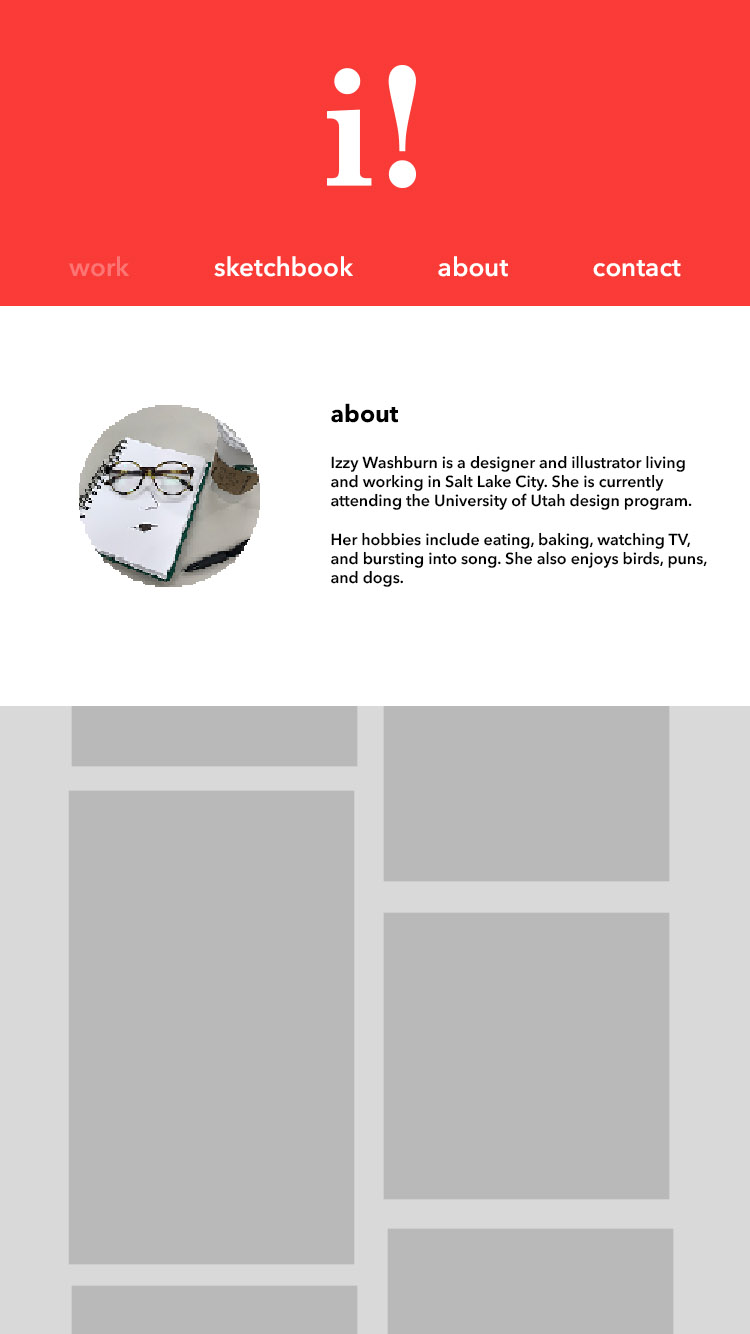 i!
work sketchbook about contact
about
Izzy Washburn is a designer and illustrator living
and working in Salt Lake City. She is currently
attending the University of Utah design program.
Her hobbies include eating, baking, watching TV,
and bursting into song. She also enjoys birds, puns,
and dogs.